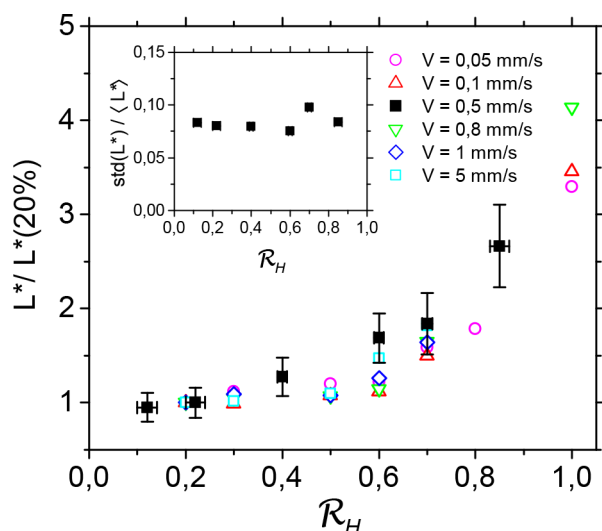 5
4
3
2
1
L*/ L*(20%)
0,15
0,10
0,05
0,00
std(L*) / ⟨ L*⟩
0,0 0,2 0,4 0,6 0,8 1,0
ℛ_H
V = 0,05 mm/s
V = 0,1 mm/s
V = 0,5 mm/s
V = 0,8 mm/s
V = 1 mm/s
V = 5 mm/s
0,0 0,2 0,4 0,6 0,8 1,0
ℛ_H